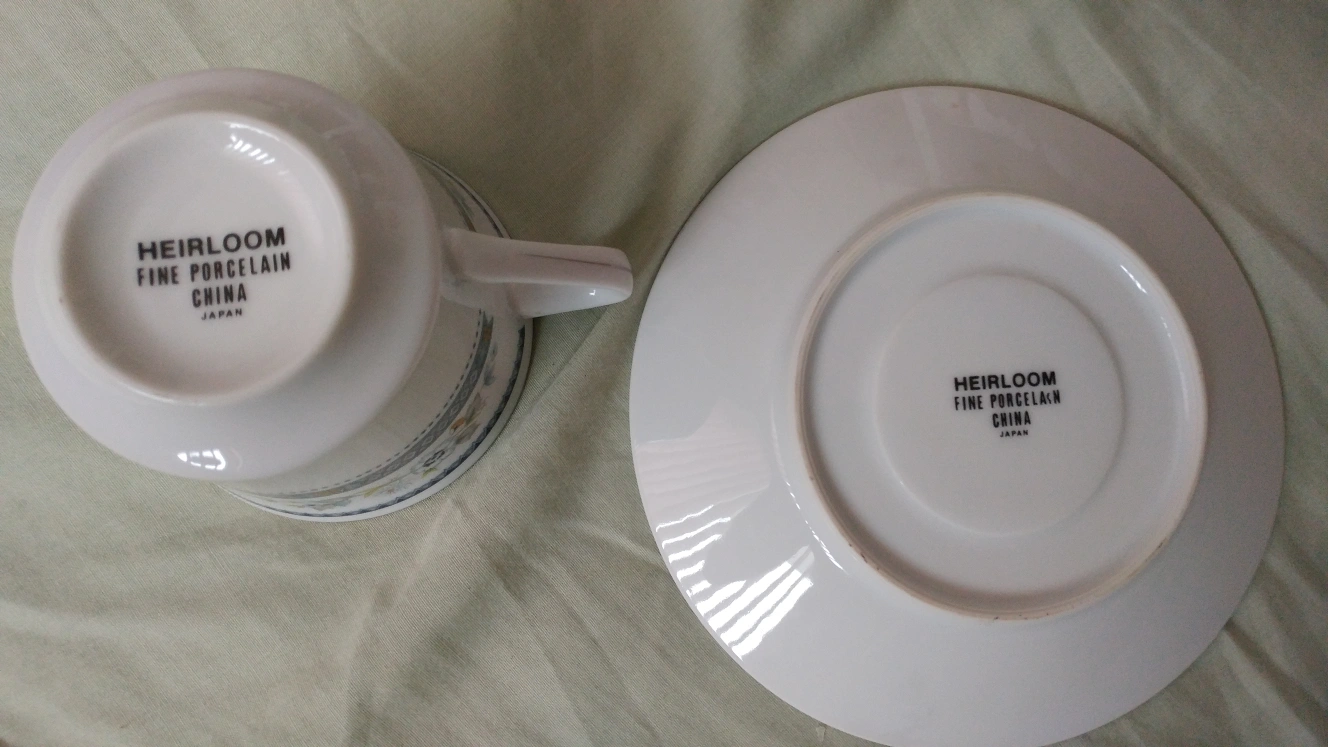 HEIRLOOM
FINE PORCELAIN
CHINA
JAPAN
HEIRLOOM
FINE PORCELAIN
CHINA
JAPAN